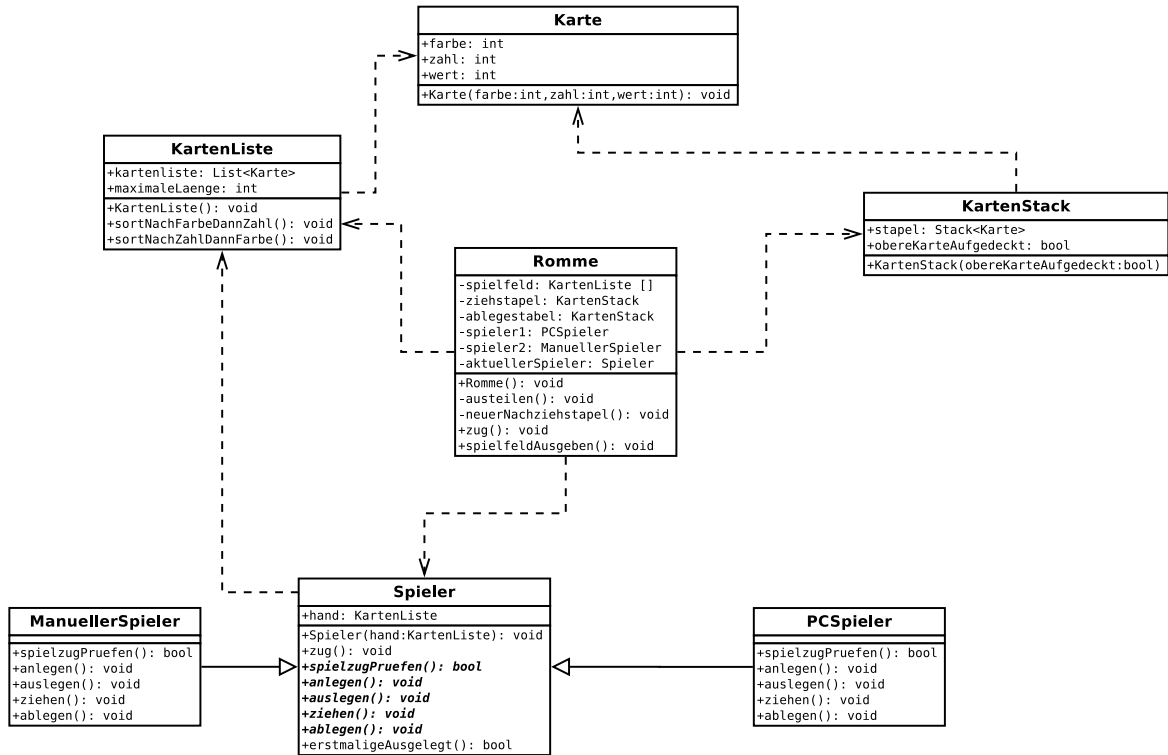 Karte
+farbe: int
+zahl: int
+wert: int
+Karte(farbe:int,zahl:int,wert:int): void
KartenListe
+kartenliste: List<Karte>
+maximaleLaenge: int
+KartenListe(): void
+sortNachFarbeDannZahl(): void
+sortNachZahlDannFarbe(): void
KartenStack
+stapel: Stack<Karte>
+obereKarteAufgedeckt: bool
+KartenStack(obereKarteAufgedeckt:bool)
Romme
-spielfeld: KartenListe []
-ziehstapel: KartenStack
-ablegestabel: KartenStack
-spieler1: PCSpieler
-spieler2: ManuellerSpieler
-aktuellerSpieler: Spieler
+Romme(): void
-austeilen(): void
-neuerNachziehstapel(): void
+zug(): void
+spielfeldAusgeben(): void
ManuellerSpieler
+spielzugPruefen(): bool
+anlegen(): void
+auslegen(): void
+ziehen(): void
+ablegen(): void
Spieler
+hand: KartenListe
+Spieler(hand:KartenListe): void
+zug(): void
+spielzugPruefen(): bool
+anlegen(): void
+auslegen(): void
+ziehen(): void
+ablegen(): void
+erstmaligeAusgelegt(): bool
PCSpieler
+spielzugPruefen(): bool
+anlegen(): void
+auslegen(): void
+ziehen(): void
+ablegen(): void